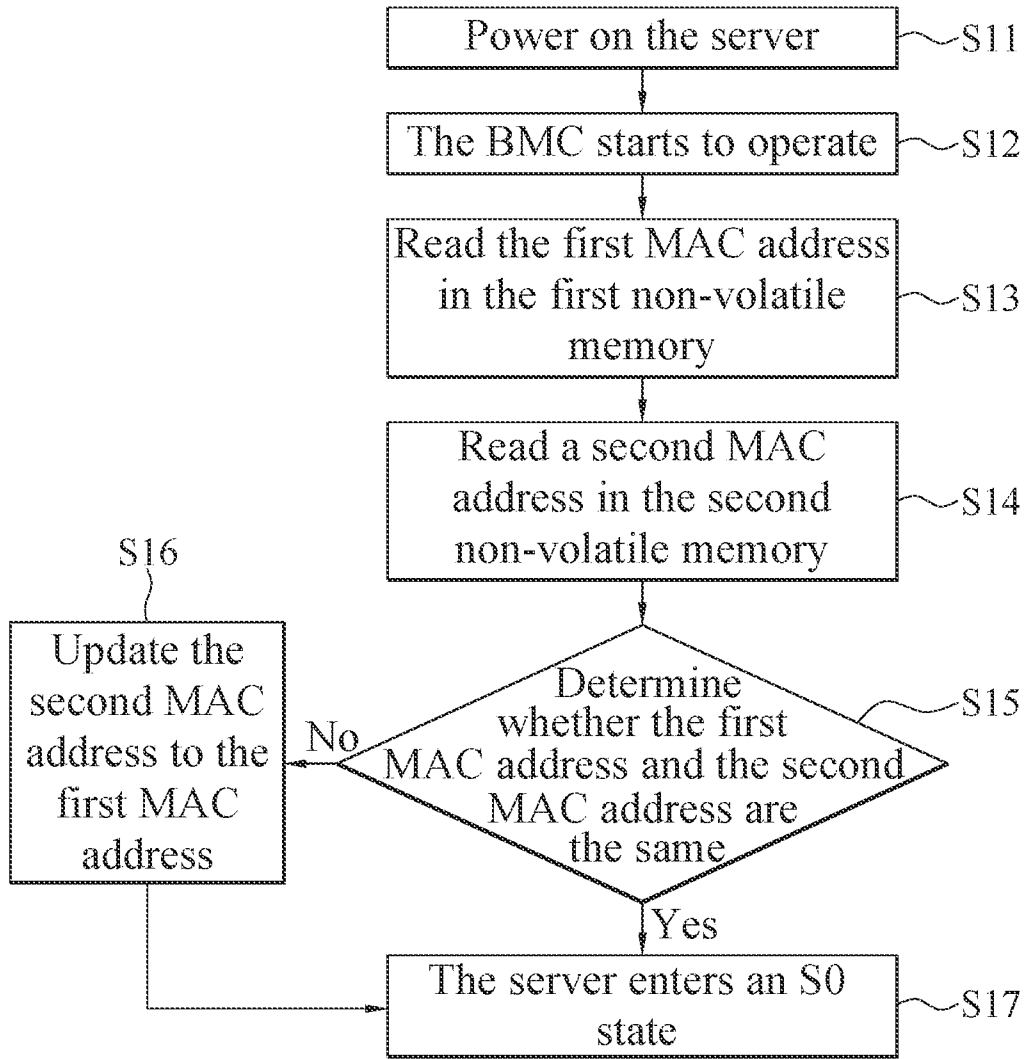 Power on the server
S11
The BMC starts to operate
S12
Read the first MAC address
in the first non-volatile
memory
S13
Read a second MAC
address in the second
non-volatile memory
S14
S16
Update the
second MAC
address to the
first MAC
address
No
Determine
whether the first
MAC address and the second
MAC address are
the same
S15
Yes
The server enters an S0
state
S17